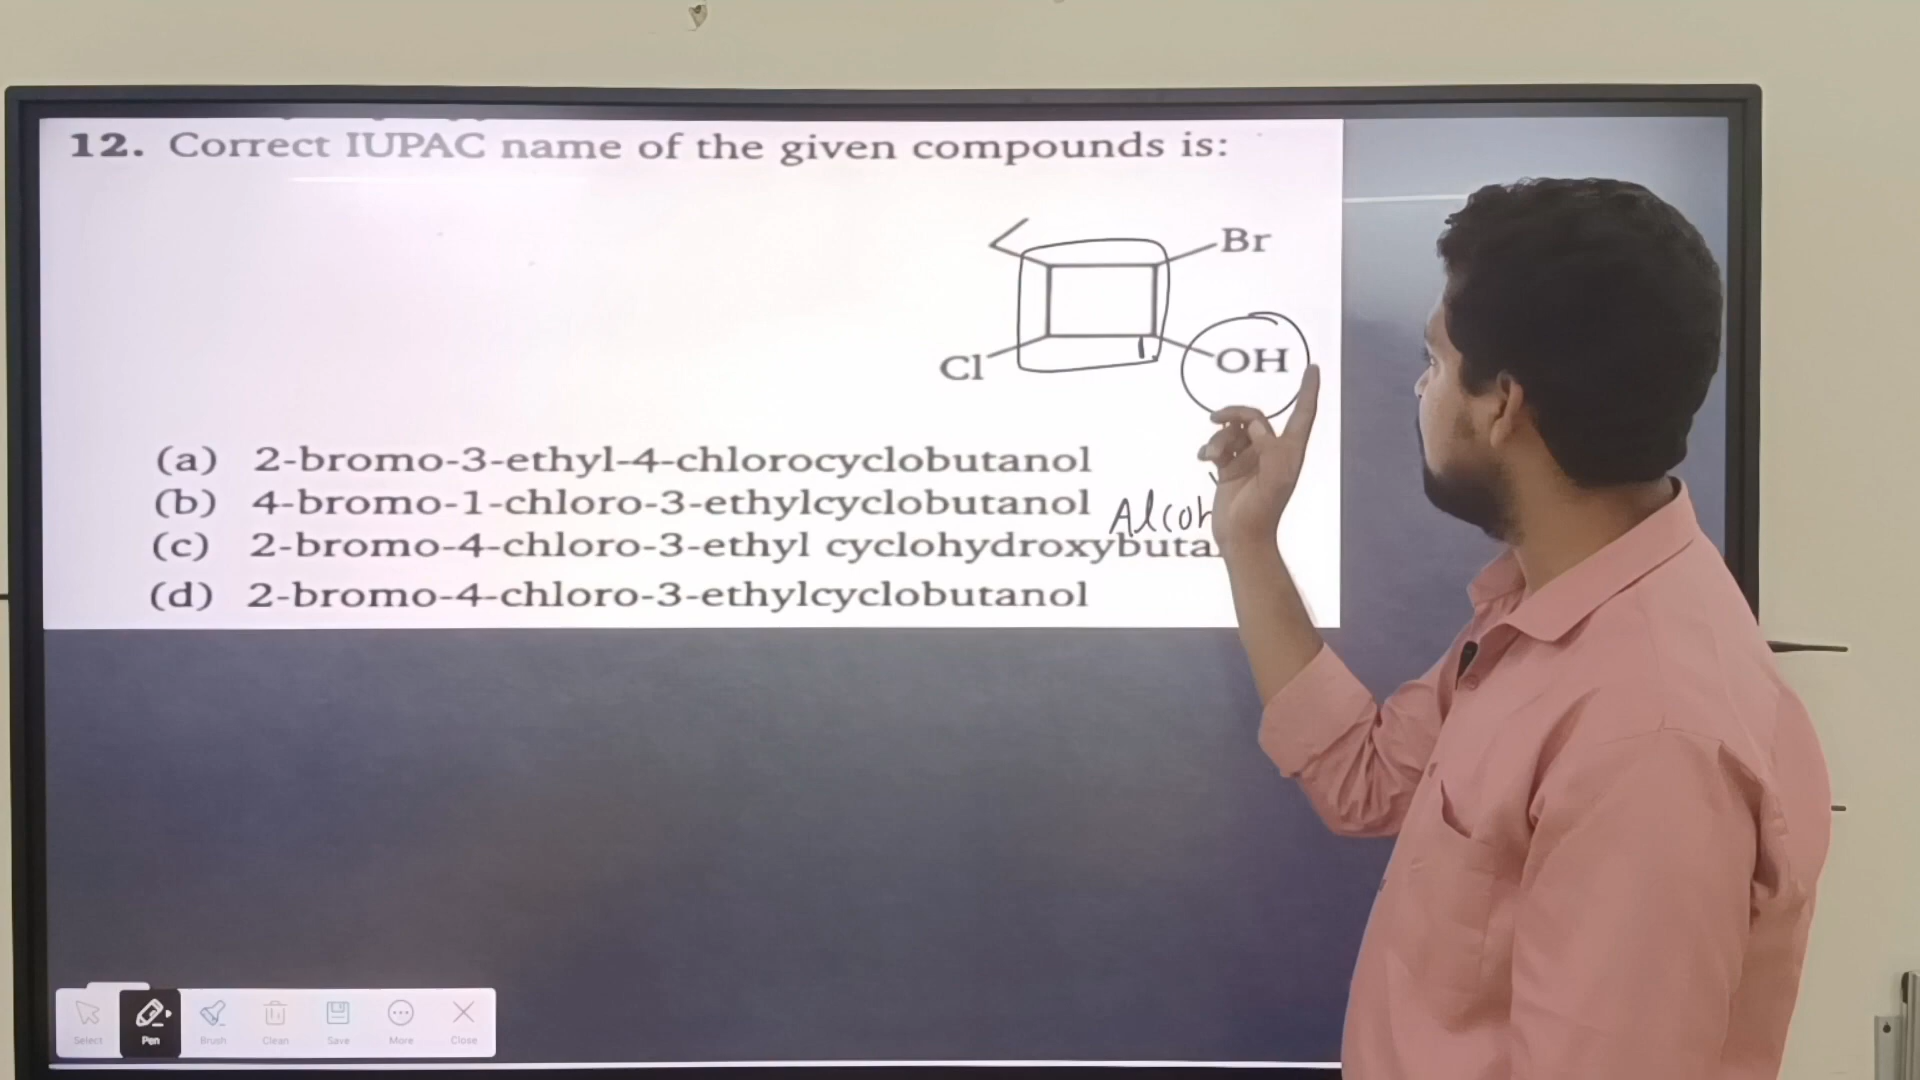 12. Correct IUPAC name of the given compounds is:
Br
Cl
1
OH
(a) 2-bromo-3-ethyl-4-chlorocyclobutanol
(b) 4-bromo-1-chloro-3-ethylcyclobutanol
Alcoh
(c) 2-bromo-4-chloro-3-ethyl cyclohydroxybuta
(d) 2-bromo-4-chloro-3-ethylcyclobutanol
Select Pen Brush Clean Save More Close